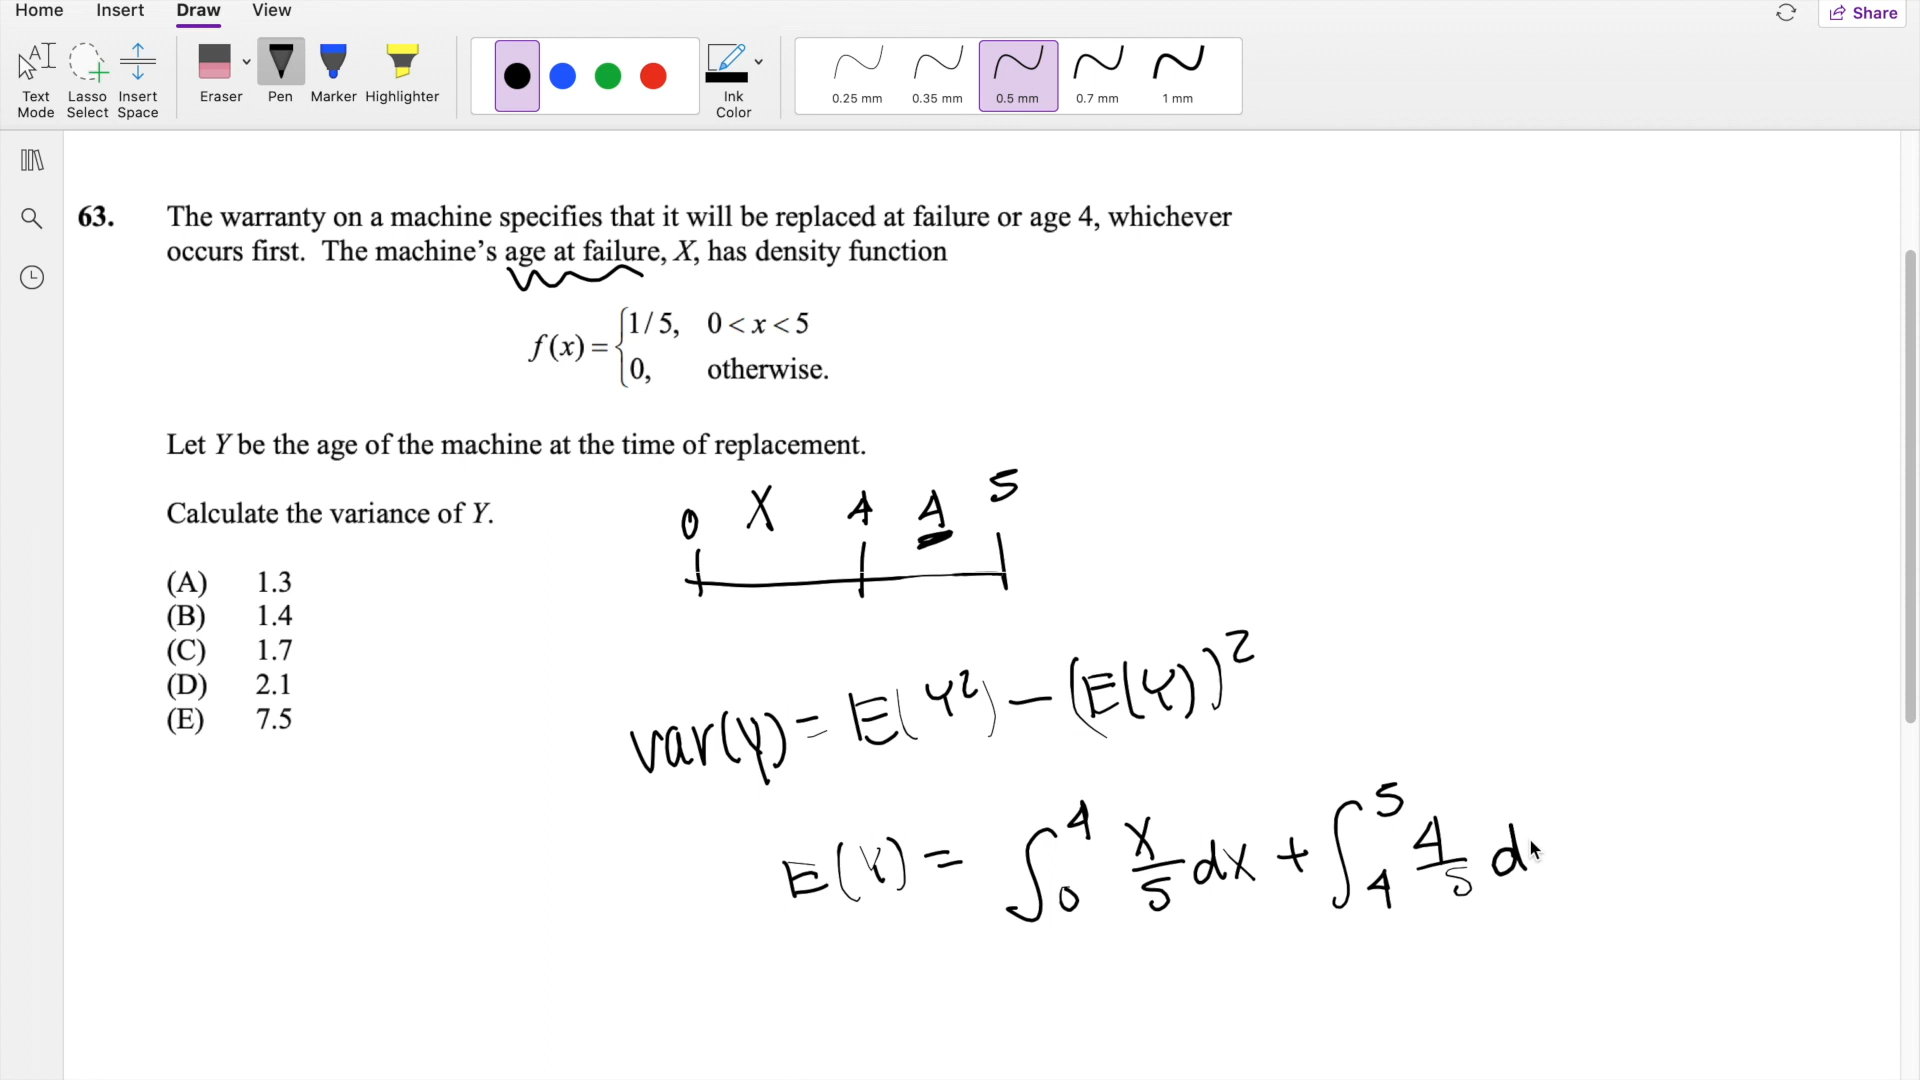 Home Insert Draw View Share
Text Mode Lasso Select Insert Space Eraser Pen Marker Highlighter Ink Color 0.25 mm 0.35 mm 0.5 mm 0.7 mm 1 mm
63. The warranty on a machine specifies that it will be replaced at failure or age 4, whichever
occurs first. The machine's age at failure, X, has density function
f(x) = { 1/5, 0 < x < 5
0, otherwise.
Let Y be the age of the machine at the time of replacement.
0 X 4 4 5
Calculate the variance of Y.
(A) 1.3
(B) 1.4
(C) 1.7
(D) 2.1
(E) 7.5
var(Y) = E(Y²) − (E(Y))²
E(Y) = ∫₀⁴ x/5 dx + ∫₄⁵ 4/5 d